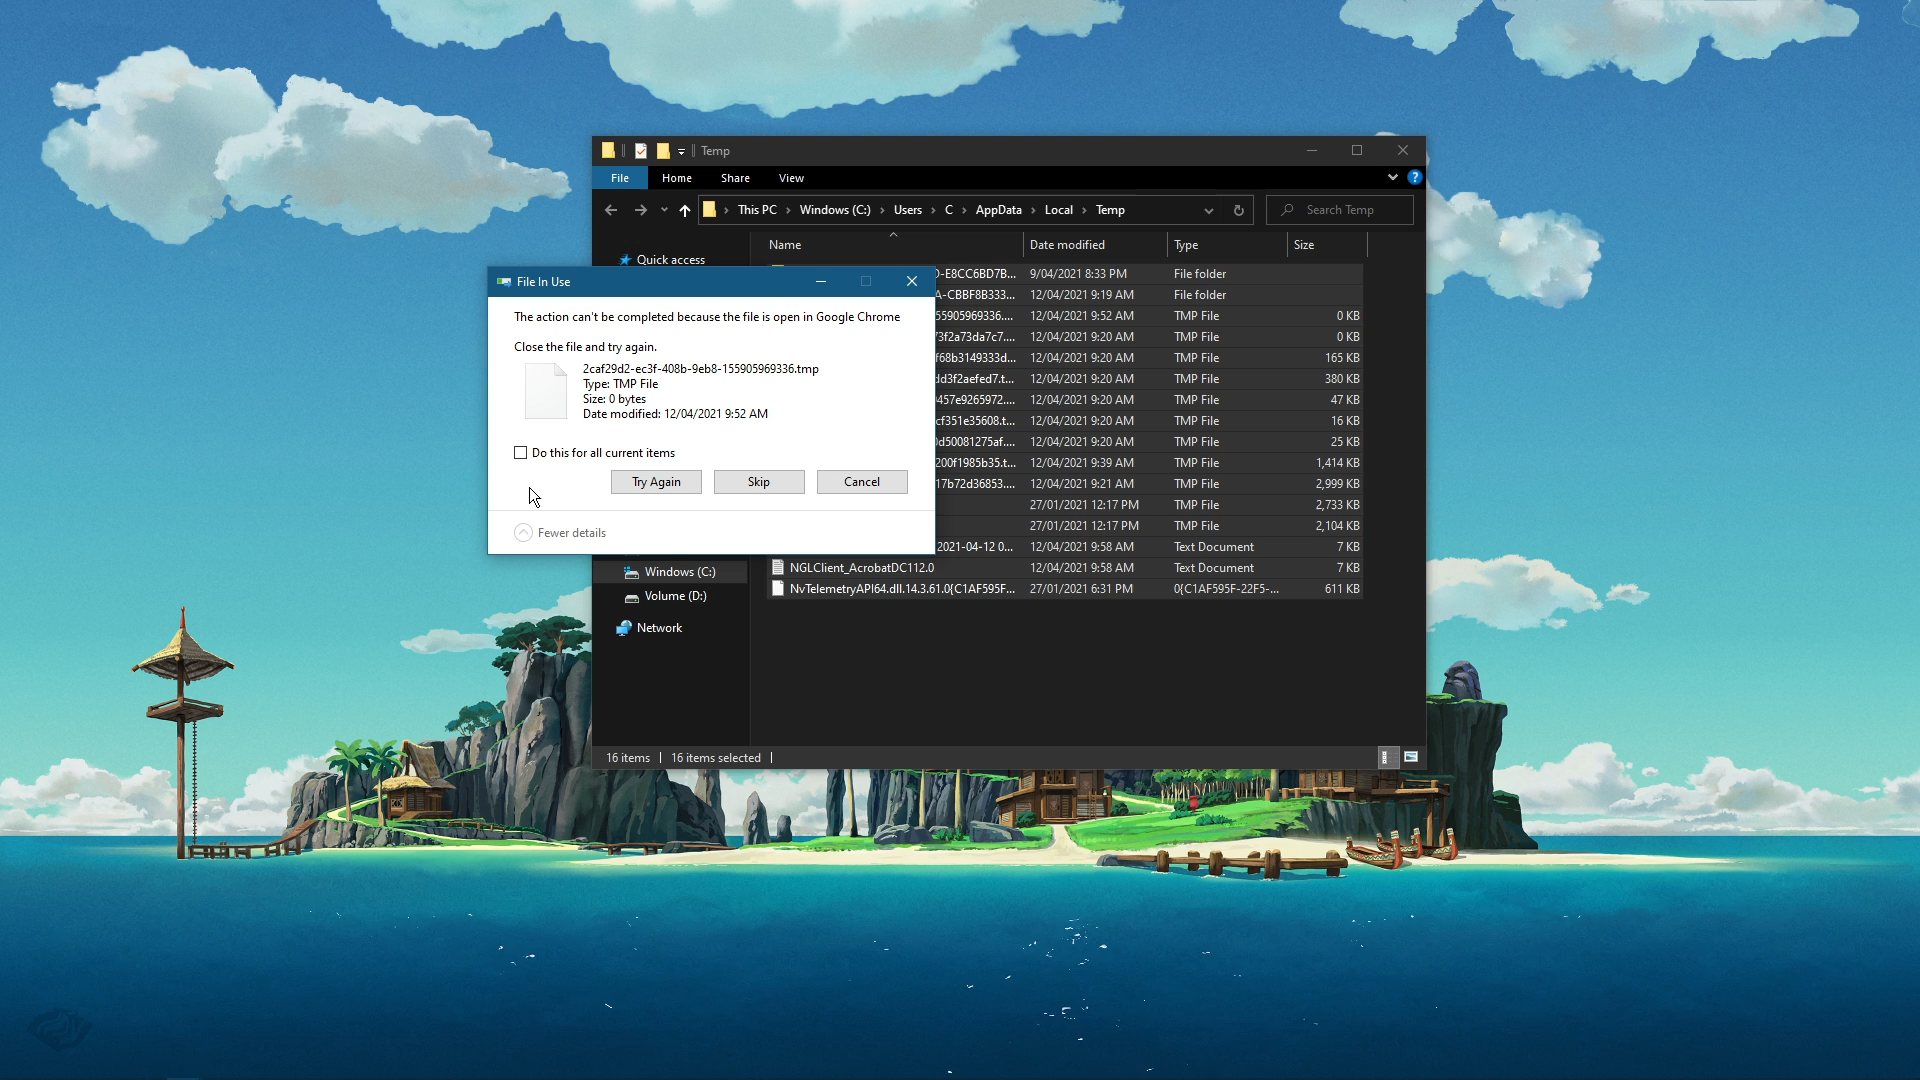 Temp
File Home Share View
This PC Windows (C:) Users C AppData Local Temp Search Temp
Name Date modified Type Size
Quick access
File In Use
The action can't be completed because the file is open in Google Chrome
Close the file and try again.
2caf29d2-ec3f-408b-9eb8-155905969336.tmp
Type: TMP File
Size: 0 bytes
Date modified: 12/04/2021 9:52 AM
Do this for all current items
Try Again Skip Cancel
Fewer details
-E8CC6BD7B... 9/04/2021 8:33 PM File folder
-CBBF8B333... 12/04/2021 9:19 AM File folder
55905969336.... 12/04/2021 9:52 AM TMP File 0 KB
3f2a73da7c7.... 12/04/2021 9:20 AM TMP File 0 KB
f68b3149333d... 12/04/2021 9:20 AM TMP File 165 KB
dd3f2aefed7.t... 12/04/2021 9:20 AM TMP File 380 KB
457e9265972.... 12/04/2021 9:20 AM TMP File 47 KB
cf351e35608.t... 12/04/2021 9:20 AM TMP File 16 KB
d50081275af.... 12/04/2021 9:20 AM TMP File 25 KB
200f1985b35.t... 12/04/2021 9:39 AM TMP File 1,414 KB
17b72d36853.... 12/04/2021 9:21 AM TMP File 2,999 KB
27/01/2021 12:17 PM TMP File 2,733 KB
27/01/2021 12:17 PM TMP File 2,104 KB
2021-04-12 0... 12/04/2021 9:58 AM Text Document 7 KB
NGLClient_AcrobatDC112.0 12/04/2021 9:58 AM Text Document 7 KB
NvTelemetryAPI64.dll.14.3.61.0{C1AF595F... 27/01/2021 6:31 PM 0{C1AF595F-22F5-... 611 KB
Windows (C:)
Volume (D:)
Network
16 items 16 items selected